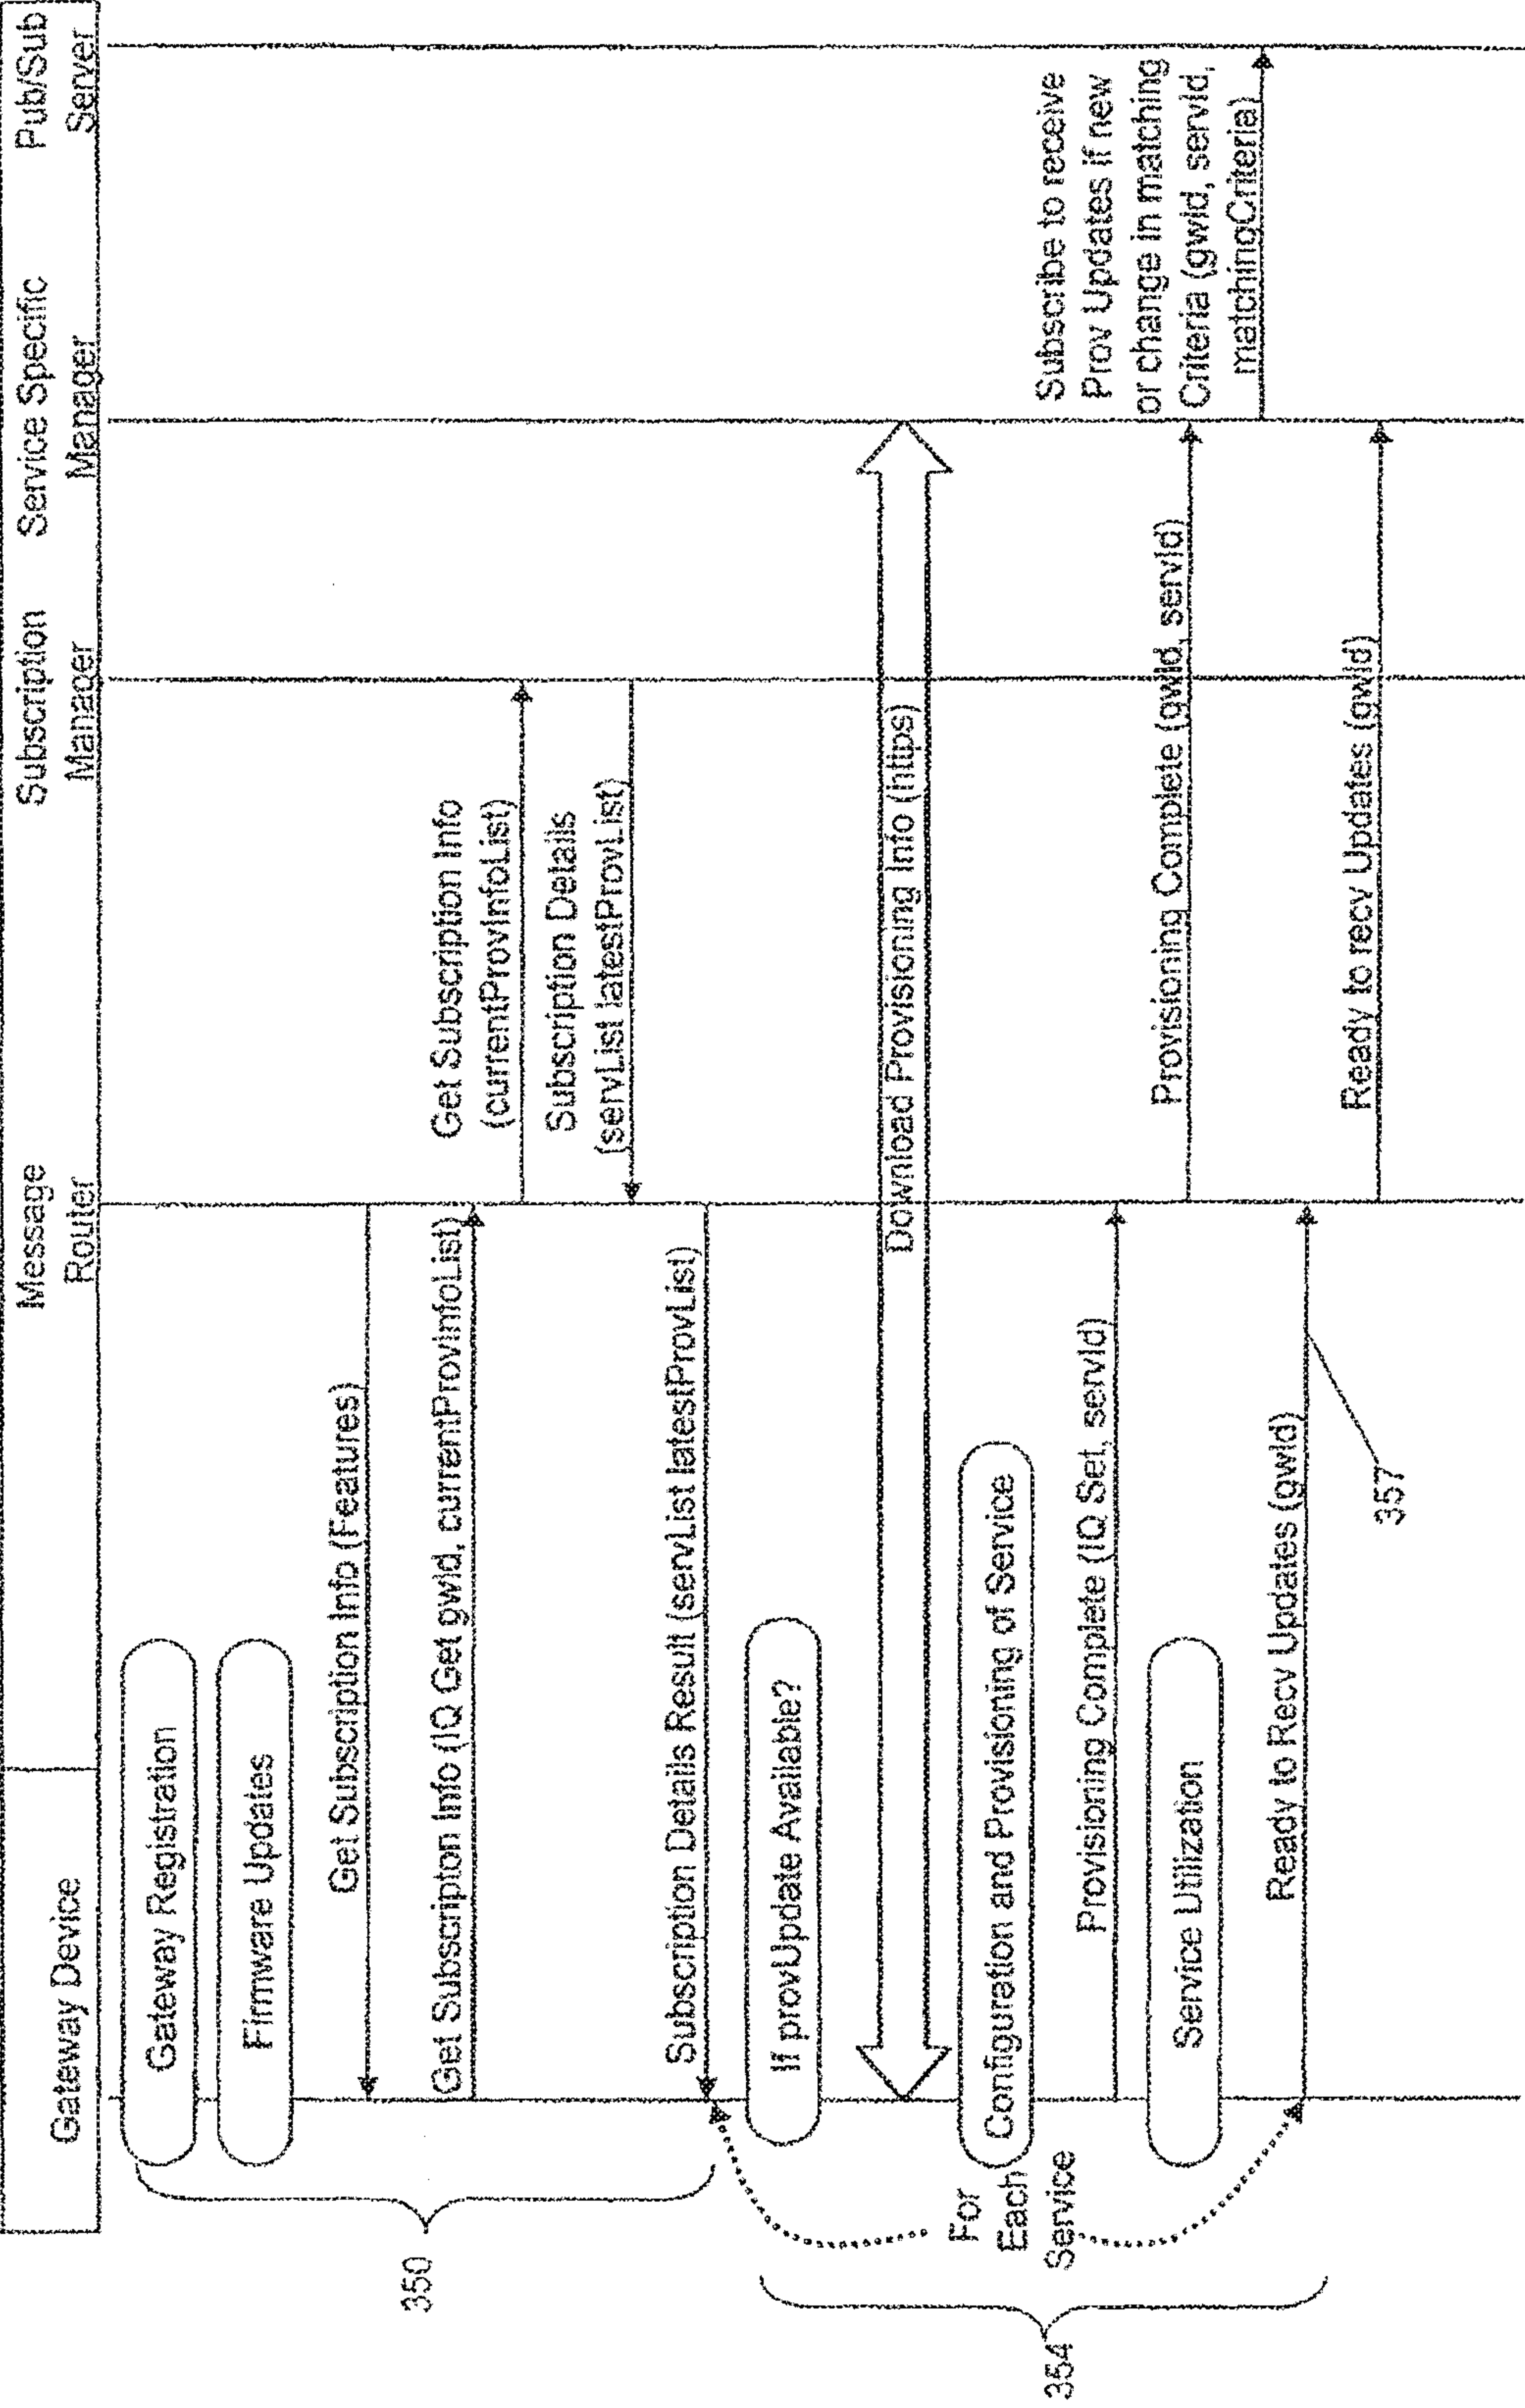 Gateway Device
Message
Router
Subscription
Manager
Service Specific
Manager
Pub/Sub
Server
Gateway Registration
Firmware Updates
Get Subscription Info (Features)
Get Subscripton Info (IQ Get gwId, currentProvInfoList)
Get Subscription Info
(currentProvInfoList)
Subscription Details
(servList latestProvList)
Subscription Details Result (servList latestProvList)
350
If provUpdate Available?
Download Provisioning Info (https)
For
Each
Service
Configuration and Provisioning of Service
Provisioning Complete (IQ Set, servId)
Provisioning Complete (gwId, servId)
Subscribe to receive
Prov Updates if new
or change in matching
Criteria (gwId, servId,
matchingCriteria)
Service Utilization
Ready to Recv Updates (gwId)
Ready to recv Updates (gwId)
354
357